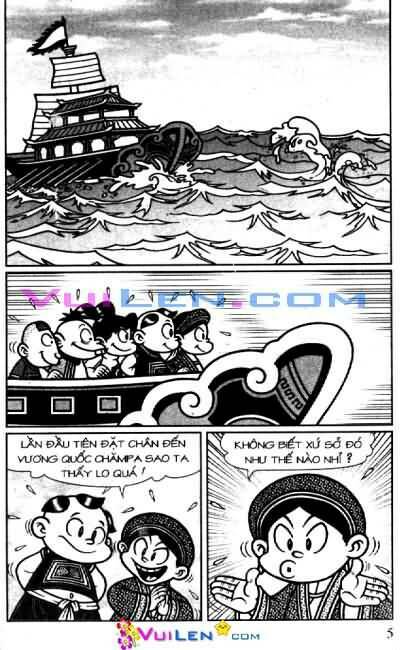 VuiLen.com
LẦN ĐẦU TIÊN ĐẶT CHÂN ĐẾN
VƯƠNG QUỐC CHĂMPA SAO TA
THẤY LO QUÁ!
KHÔNG BIẾT XỨ SỞ ĐÓ
NHƯ THẾ NÀO NHỈ?
5
VuiLen.com